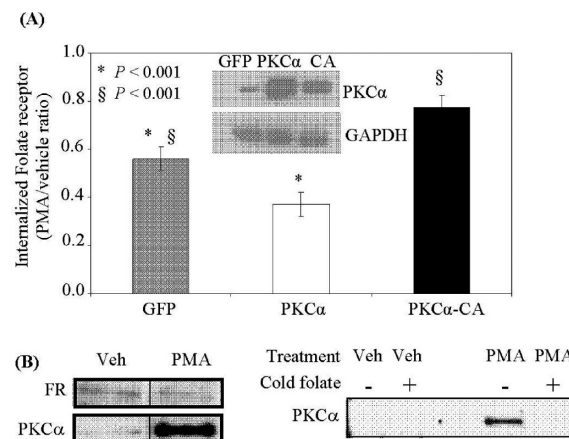 (A)
Internalized Folate receptor
(PMA/vehicle ratio)
1.0
0.8
0.6
0.4
0.2
0.0
* P < 0.001
§ P < 0.001
GFP PKCα CA
PKCα
GAPDH
* §
*
§
GFP
PKCα
PKCα-CA
(B)
Veh PMA
FR
PKCα
Treatment Veh Veh PMA PMA
Cold folate - + - +
PKCα